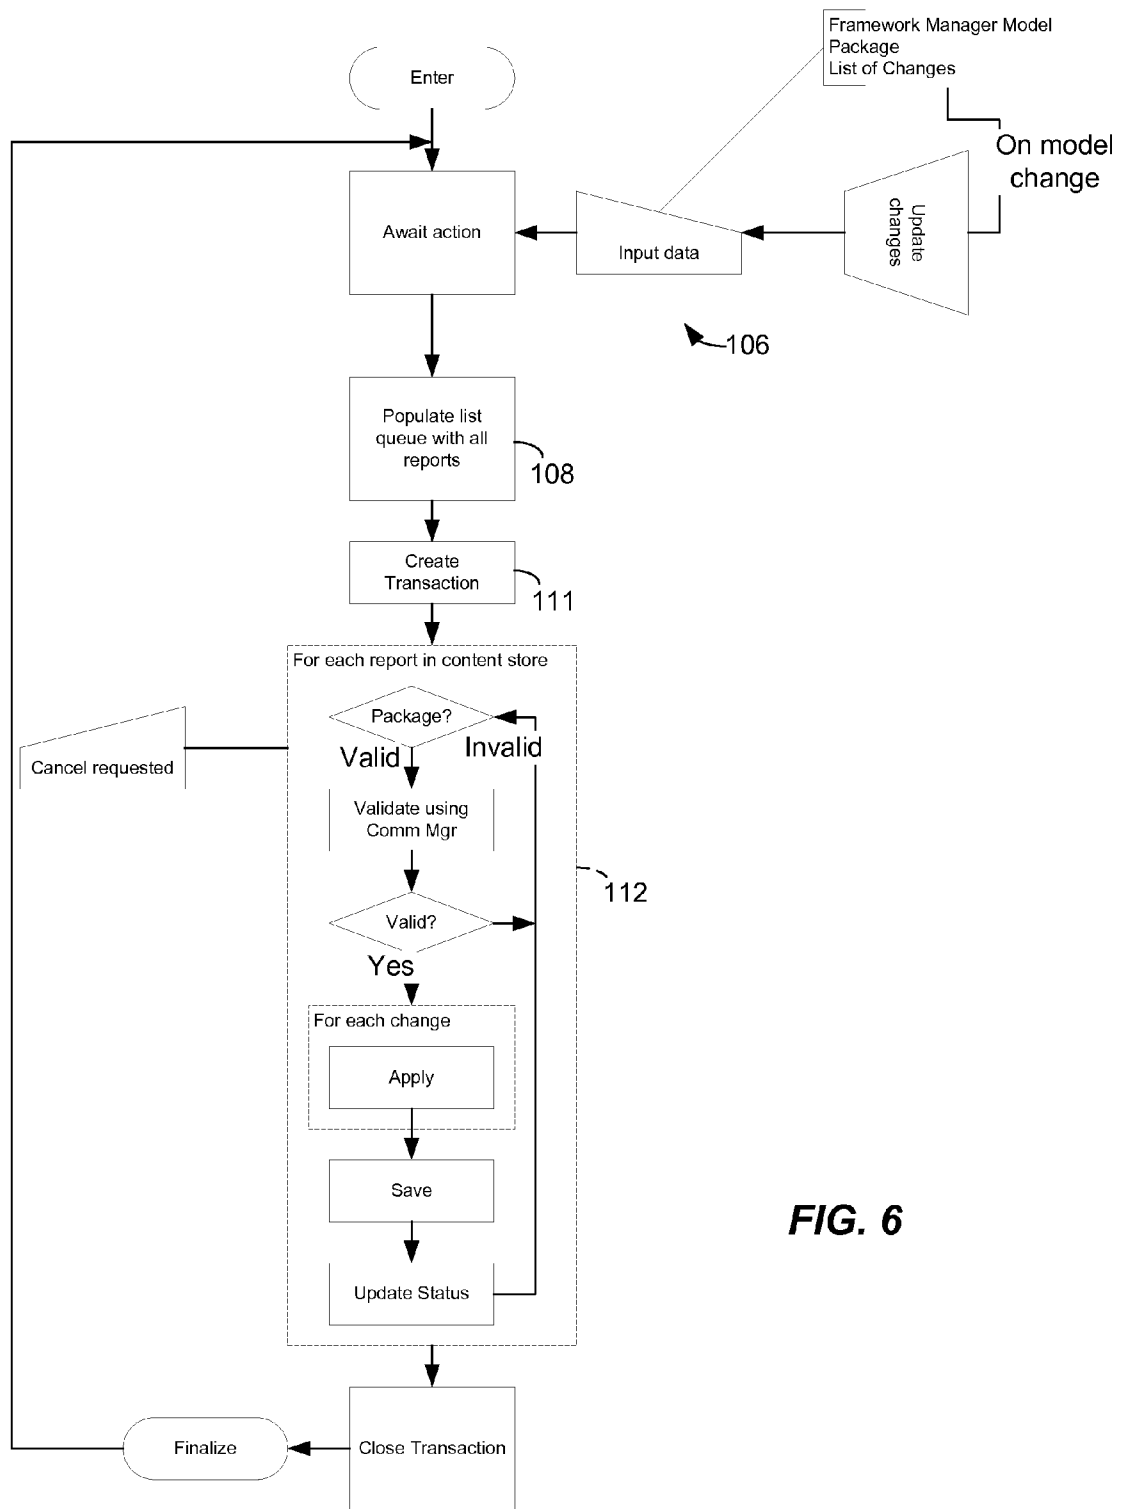 Framework Manager Model
Package
List of Changes
Enter
On model
change
Update
changes
Await action
Input data
106
Populate list
queue with all
reports
108
Create
Transaction
111
For each report in content store
Package?
Valid
Invalid
Cancel requested
Validate using
Comm Mgr
112
Valid?
Yes
For each change
Apply
Save
FIG. 6
Update Status
Finalize
Close Transaction